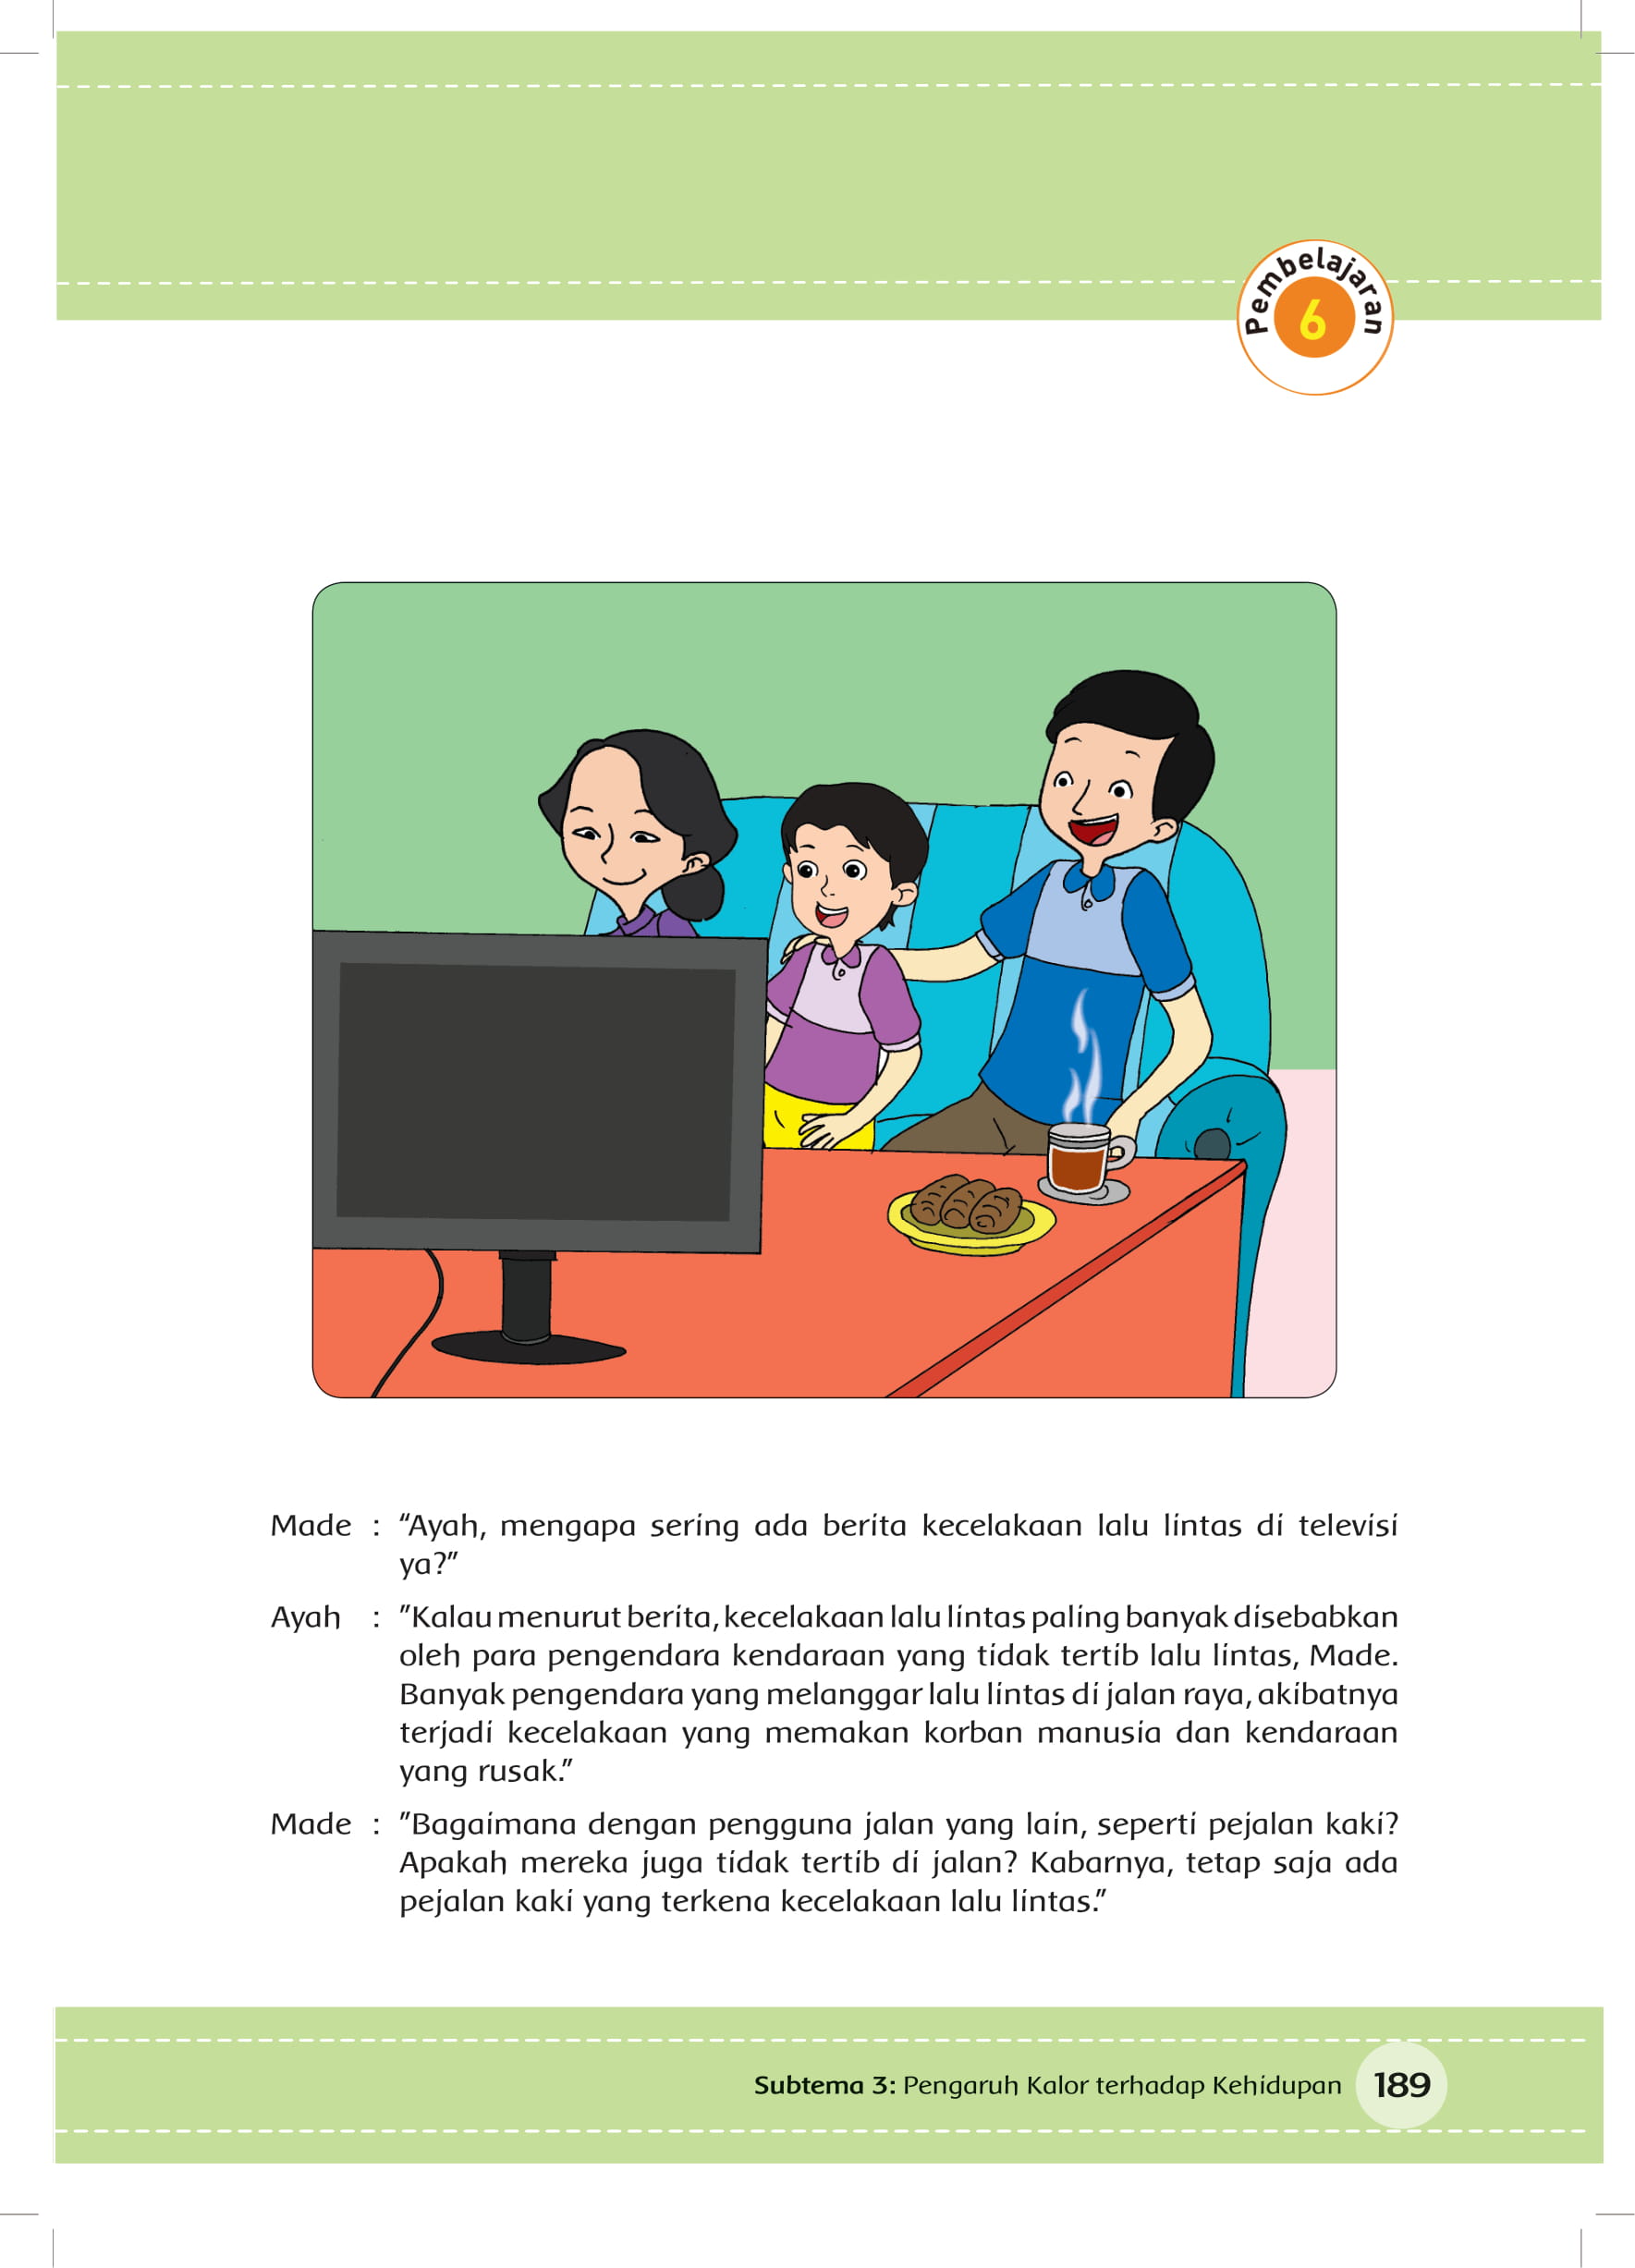 Pembelajaran
6
Made : “Ayah, mengapa sering ada berita kecelakaan lalu lintas di televisi
ya?”
Ayah : ”Kalau menurut berita, kecelakaan lalu lintas paling banyak disebabkan
oleh para pengendara kendaraan yang tidak tertib lalu lintas, Made.
Banyak pengendara yang melanggar lalu lintas di jalan raya, akibatnya
terjadi kecelakaan yang memakan korban manusia dan kendaraan
yang rusak.”
Made : ”Bagaimana dengan pengguna jalan yang lain, seperti pejalan kaki?
Apakah mereka juga tidak tertib di jalan? Kabarnya, tetap saja ada
pejalan kaki yang terkena kecelakaan lalu lintas.”
Subtema 3: Pengaruh Kalor terhadap Kehidupan 189